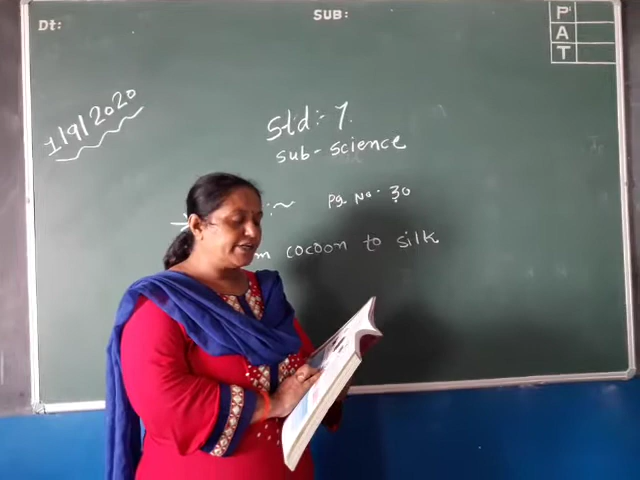 Dt:
SUB:
P
A
T
1/9/2020
Std:- 7.
Sub - Science
:~ Pg. No. 30
m cocoon to silk